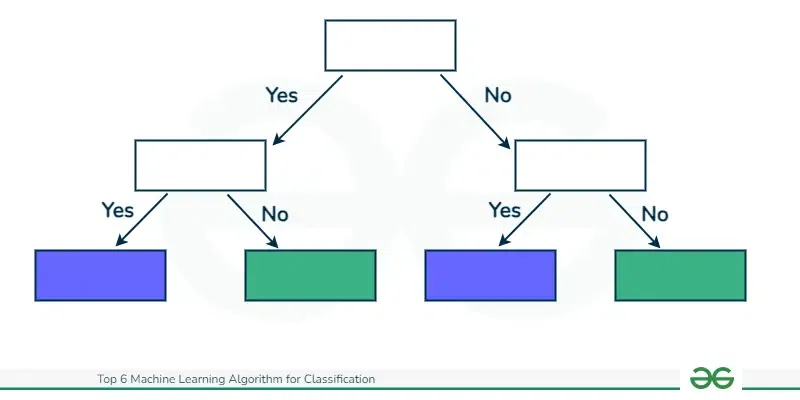 Yes
No
Yes
No
Yes
No
Top 6 Machine Learning Algorithm for Classification